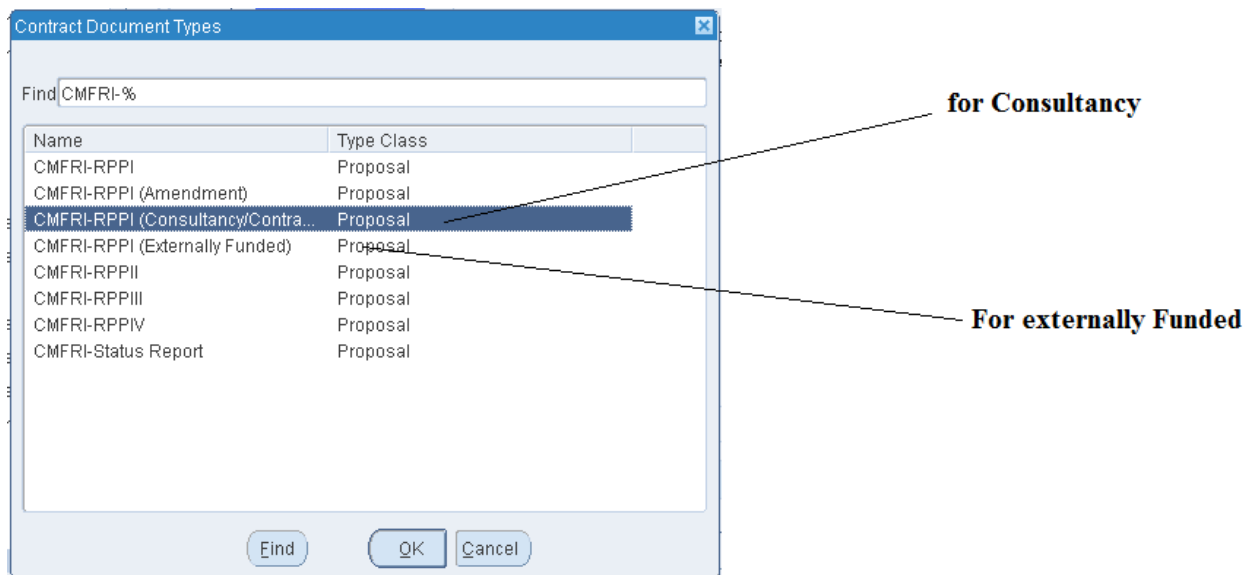 Contract Document Types
Find CMFRI-%
for Consultancy
Name Type Class
CMFRI-RPPI Proposal
CMFRI-RPPI (Amendment) Proposal
CMFRI-RPPI (Consultancy/Contra... Proposal
CMFRI-RPPI (Externally Funded) Proposal
CMFRI-RPPII Proposal
CMFRI-RPPIII Proposal
For externally Funded
CMFRI-RPPIV Proposal
CMFRI-Status Report Proposal
Find OK Cancel